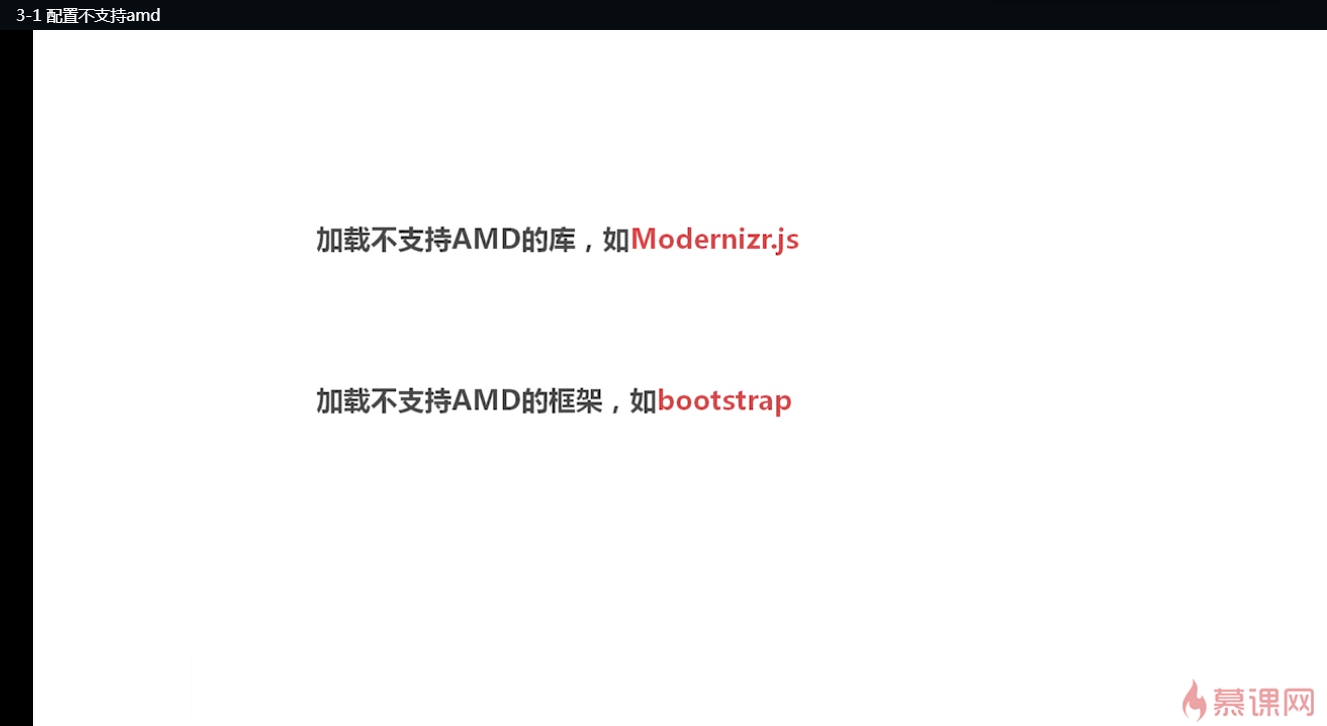 3-1 配置不支持amd
加载不支持AMD的库，如Modernizr.js
加载不支持AMD的框架，如bootstrap
慕课网